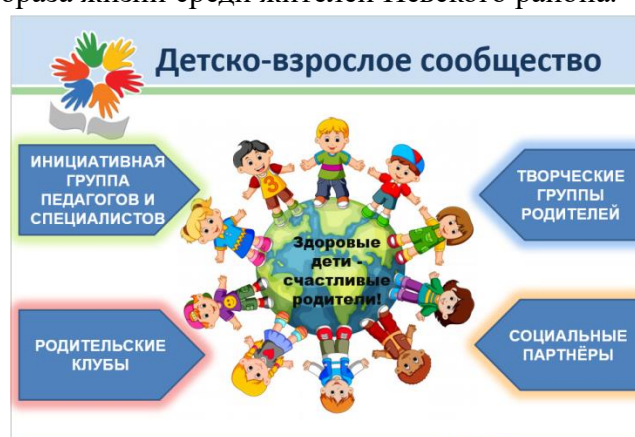 образа жизни среди жителей Невского района.
Детско-взрослое сообщество
ИНИЦИАТИВНАЯ
ГРУППА
ПЕДАГОГОВ И
СПЕЦИАЛИСТОВ
ТВОРЧЕСКИЕ
ГРУППЫ
РОДИТЕЛЕЙ
3
Здоровые
дети -
счастливые
родители!
РОДИТЕЛЬСКИЕ
КЛУБЫ
СОЦИАЛЬНЫЕ
ПАРТНЁРЫ